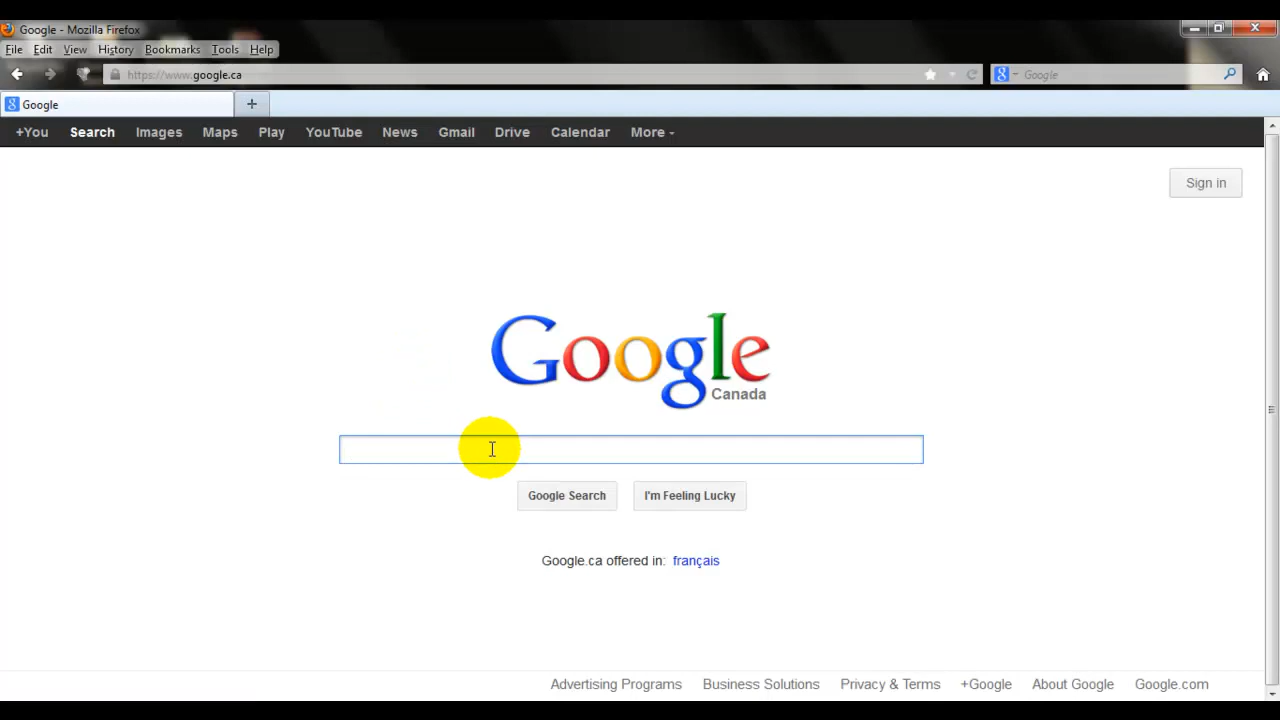 Google - Mozilla Firefox
File Edit View History Bookmarks Tools Help
https://www.google.ca
Google
Google
+You Search Images Maps Play YouTube News Gmail Drive Calendar More
Sign in
Google
Canada
Google Search I'm Feeling Lucky
Google.ca offered in: français
Advertising Programs Business Solutions Privacy & Terms +Google About Google Google.com